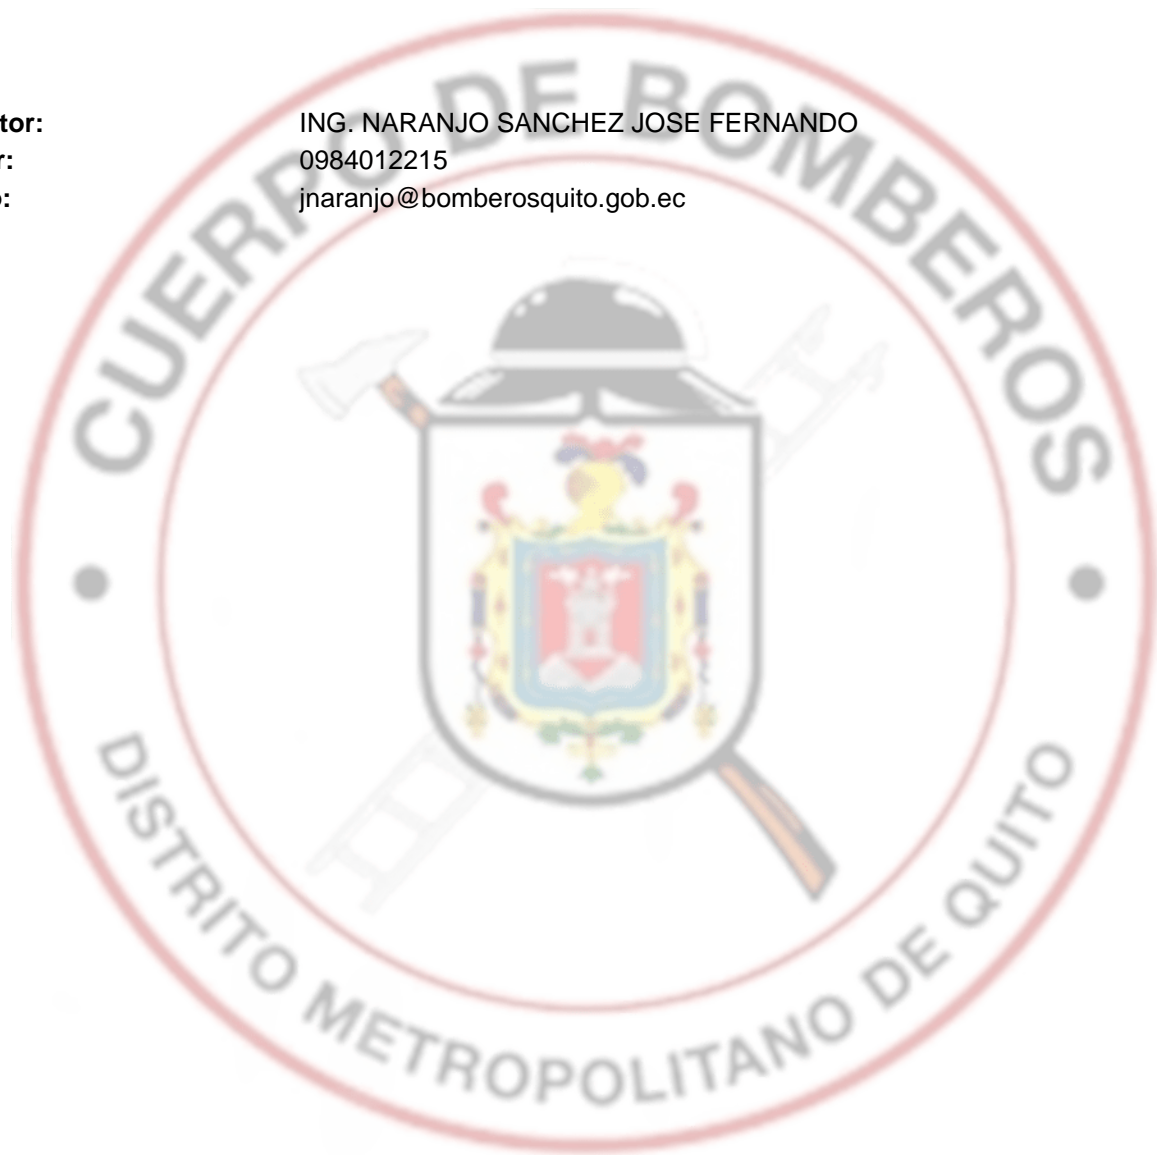 tor: ING. NARANJO SANCHEZ JOSE FERNANDO
r: 0984012215
o: jnaranjo@bomberosquito.gob.ec
CUERPO DE BOMBEROS
DISTRITO METROPOLITANO DE QUITO